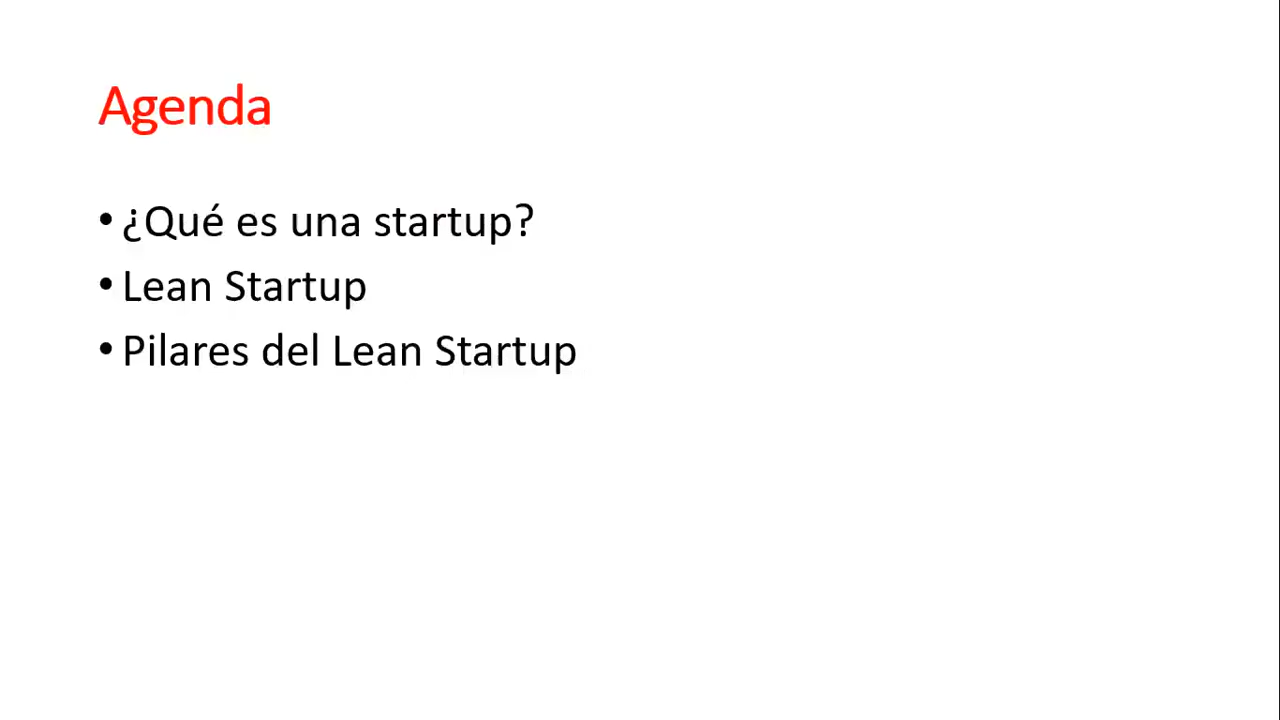 Agenda
• ¿Qué es una startup?
• Lean Startup
• Pilares del Lean Startup